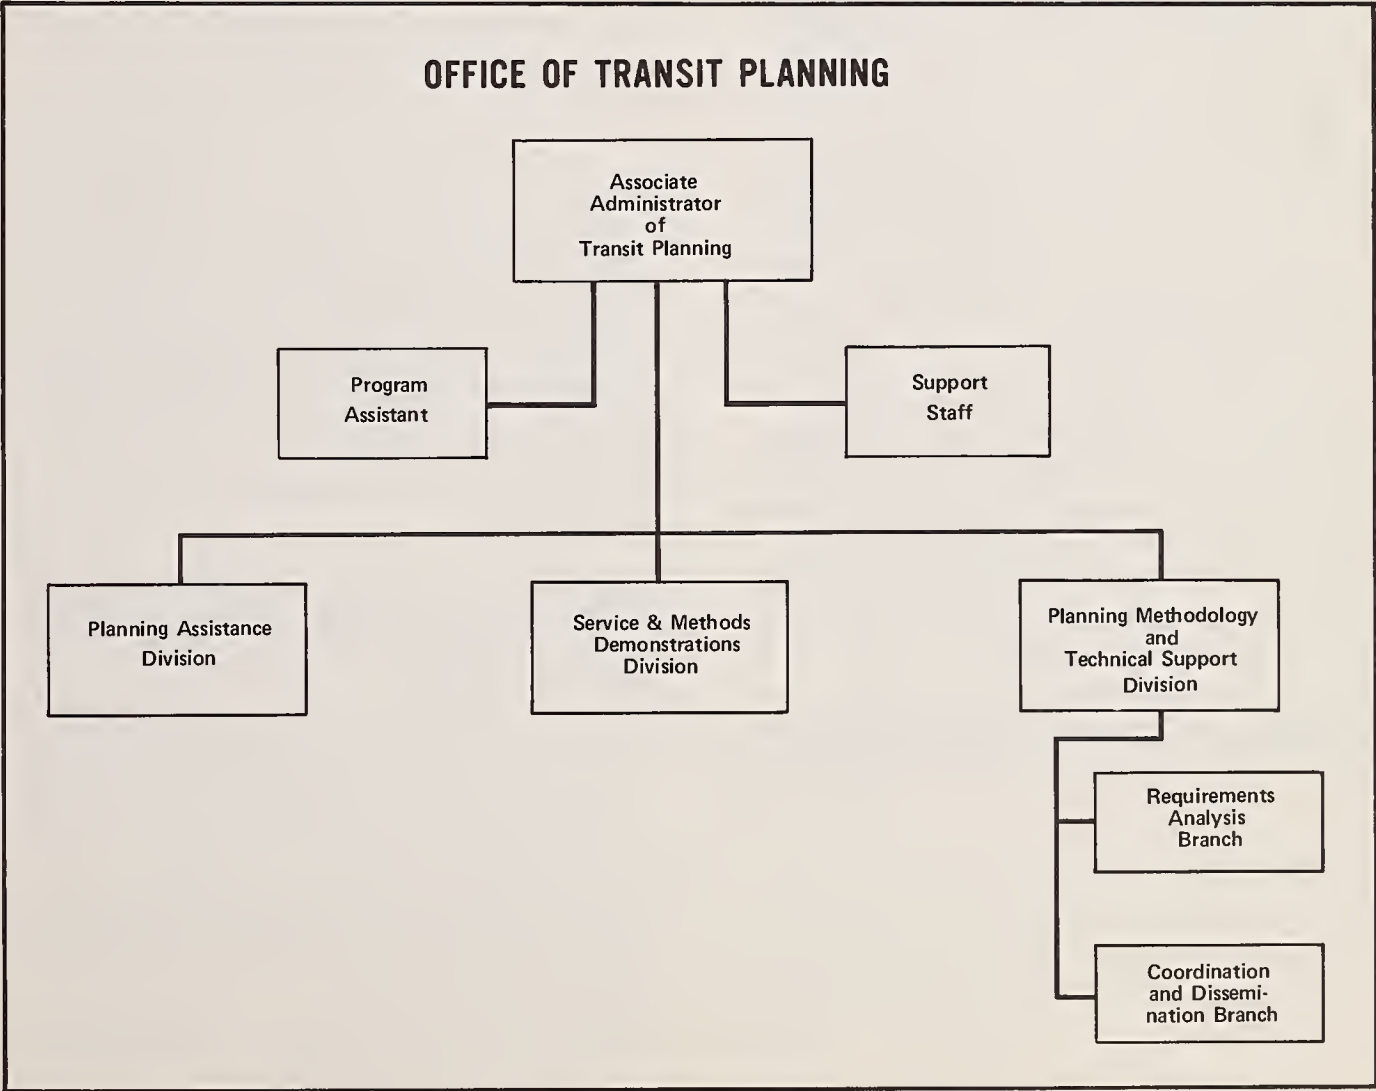 OFFICE OF TRANSIT PLANNING
Associate
Administrator
of
Transit Planning
Program
Assistant
Support
Staff
Planning Assistance
Division
Service & Methods
Demonstrations
Division
Planning Methodology
and
Technical Support
Division
Requirements
Analysis
Branch
Coordination
and Dissemi-
nation Branch